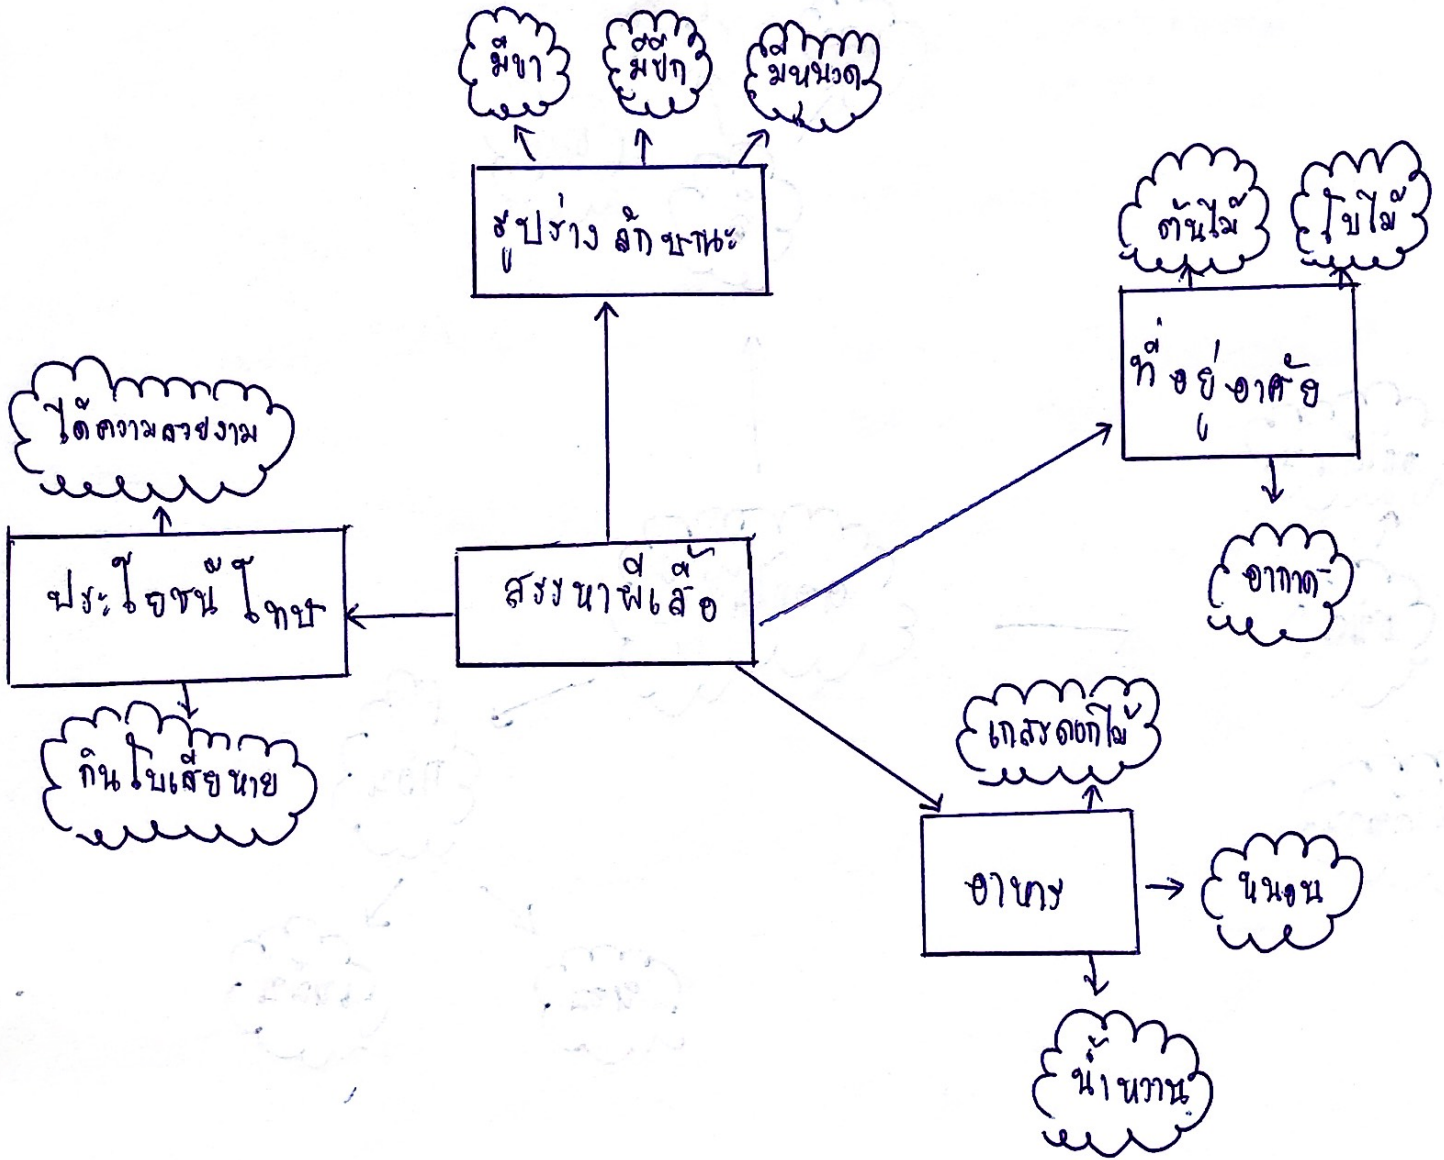 มีขา
มีปีก
มีหนวด
รูปร่าง ลักษณะ
ต้นไม้
ใบไม้
ที่อยู่อาศัย
อากาศ
ได้ความสวยงาม
ประโยชน์ โทษ
กินใบเสียหาย
สรรหาผีเสื้อ
เกสรดอกไม้
อาหาร
หนอน
น้ำหวาน